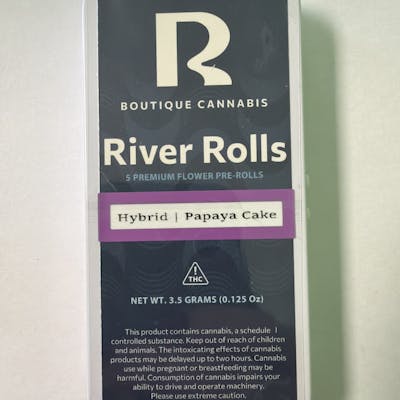 R
BOUTIQUE CANNABIS
River Rolls
5 PREMIUM FLOWER PRE-ROLLS
Hybrid | Papaya Cake
!
THC
NET WT. 3.5 GRAMS (0.125 Oz)
This product contains cannabis, a schedule I
controlled substance. Keep out of reach of children
and animals. The intoxicating effects of cannabis
products may be delayed up to two hours. Cannabis
use while pregnant or breastfeeding may be
harmful. Consumption of cannabis impairs your
ability to drive and operate machinery.
Please use extreme caution.